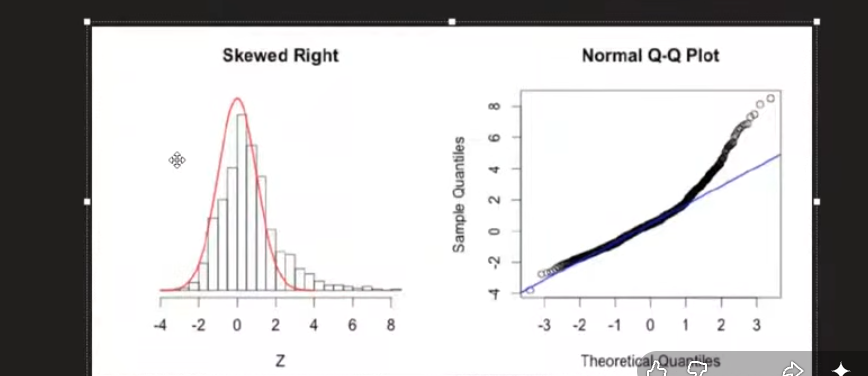 Skewed Right
-4 -2 0 2 4 6 8
Z
Normal Q-Q Plot
Sample Quantiles
8
6
4
2
0
-2
-4
-3 -2 -1 0 1 2 3
Theoretical Quantiles